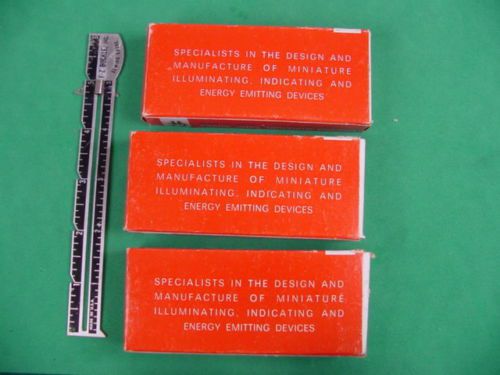 SPECIALISTS IN THE DESIGN AND
MANUFACTURE OF MINIATURE
ILLUMINATING, INDICATING AND
ENERGY EMITTING DEVICES
SPECIALISTS IN THE DESIGN AND
MANUFACTURE OF MINIATURE
ILLUMINATING, INDICATING AND
ENERGY EMITTING DEVICES
SPECIALISTS IN THE DESIGN AND
MANUFACTURE OF MINIATURE
ILLUMINATING, INDICATING AND
ENERGY EMITTING DEVICES